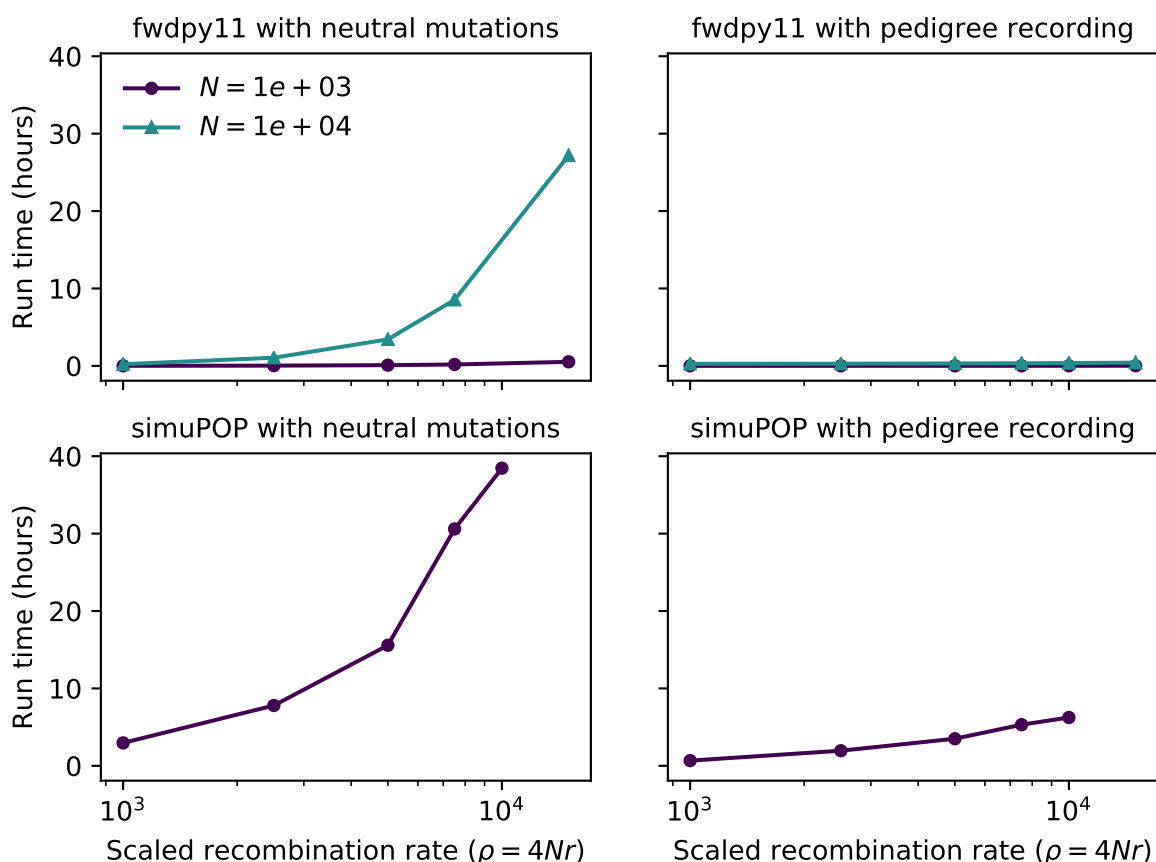 fwdpy11 with neutral mutations
fwdpy11 with pedigree recording
40
30
20
10
0
Run time (hours)
N = 1e + 03
N = 1e + 04
simuPOP with neutral mutations
simuPOP with pedigree recording
40
30
20
10
0
Run time (hours)
10³
10⁴
10³
10⁴
Scaled recombination rate (ρ = 4Nr)
Scaled recombination rate (ρ = 4Nr)